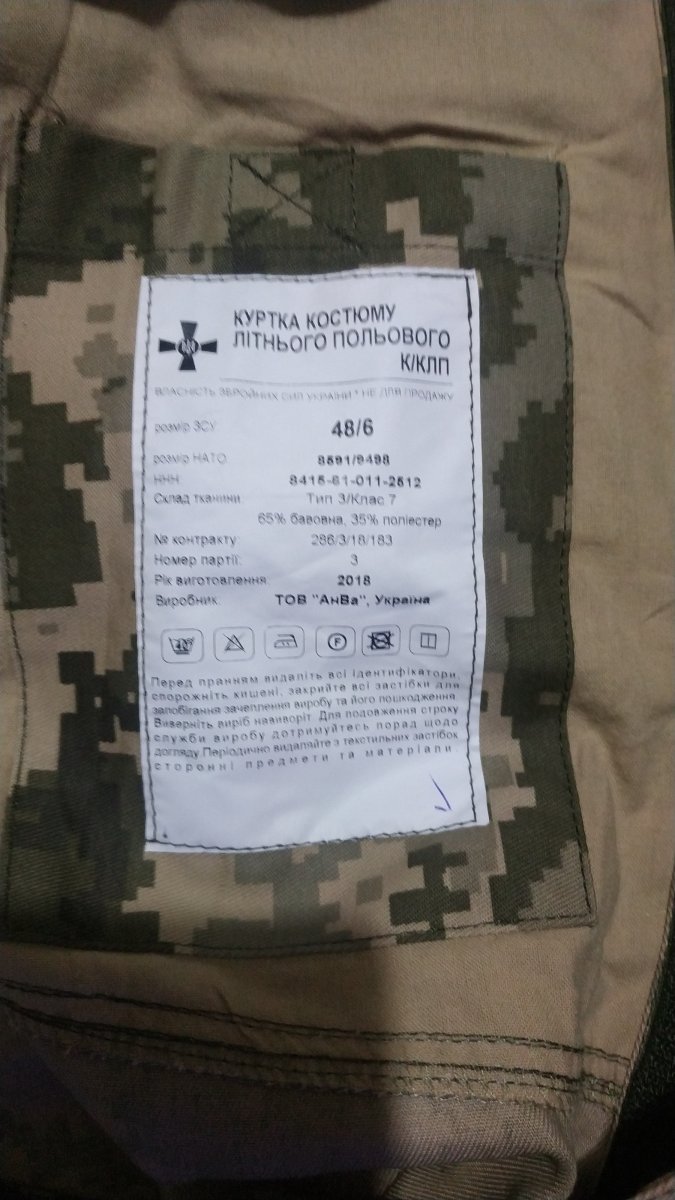 КУРТКА КОСТЮМУ
ЛІТНЬОГО ПОЛЬОВОГО
К/КЛП
ВЛАСНІСТЬ ЗБРОЙНИХ СИЛ УКРАЇНИ * НЕ ДЛЯ ПРОДАЖУ
розмір ЗСУ 48/6
розмір НАТО 8591/9498
ННН 8415-61-011-2512
Склад тканини: Тип 3/Клас 7
65% бавовна, 35% поліестер
№ контракту: 286/3/18/183
Номер партії: 3
Рік виготовлення: 2018
Виробник: ТОВ "АнВа", Україна
40° F
Перед пранням видаліть всі ідентифікатори,
спорожніть кишені, закрийте всі застібки для
запобігання зачеплення виробу та його пошкодження.
Виверніть виріб навиворіт. Для подовження строку
служби виробу дотримуйтесь порад щодо
догляду. Періодично видаляйте з текстильних застібок
сторонні предмети та матеріали.